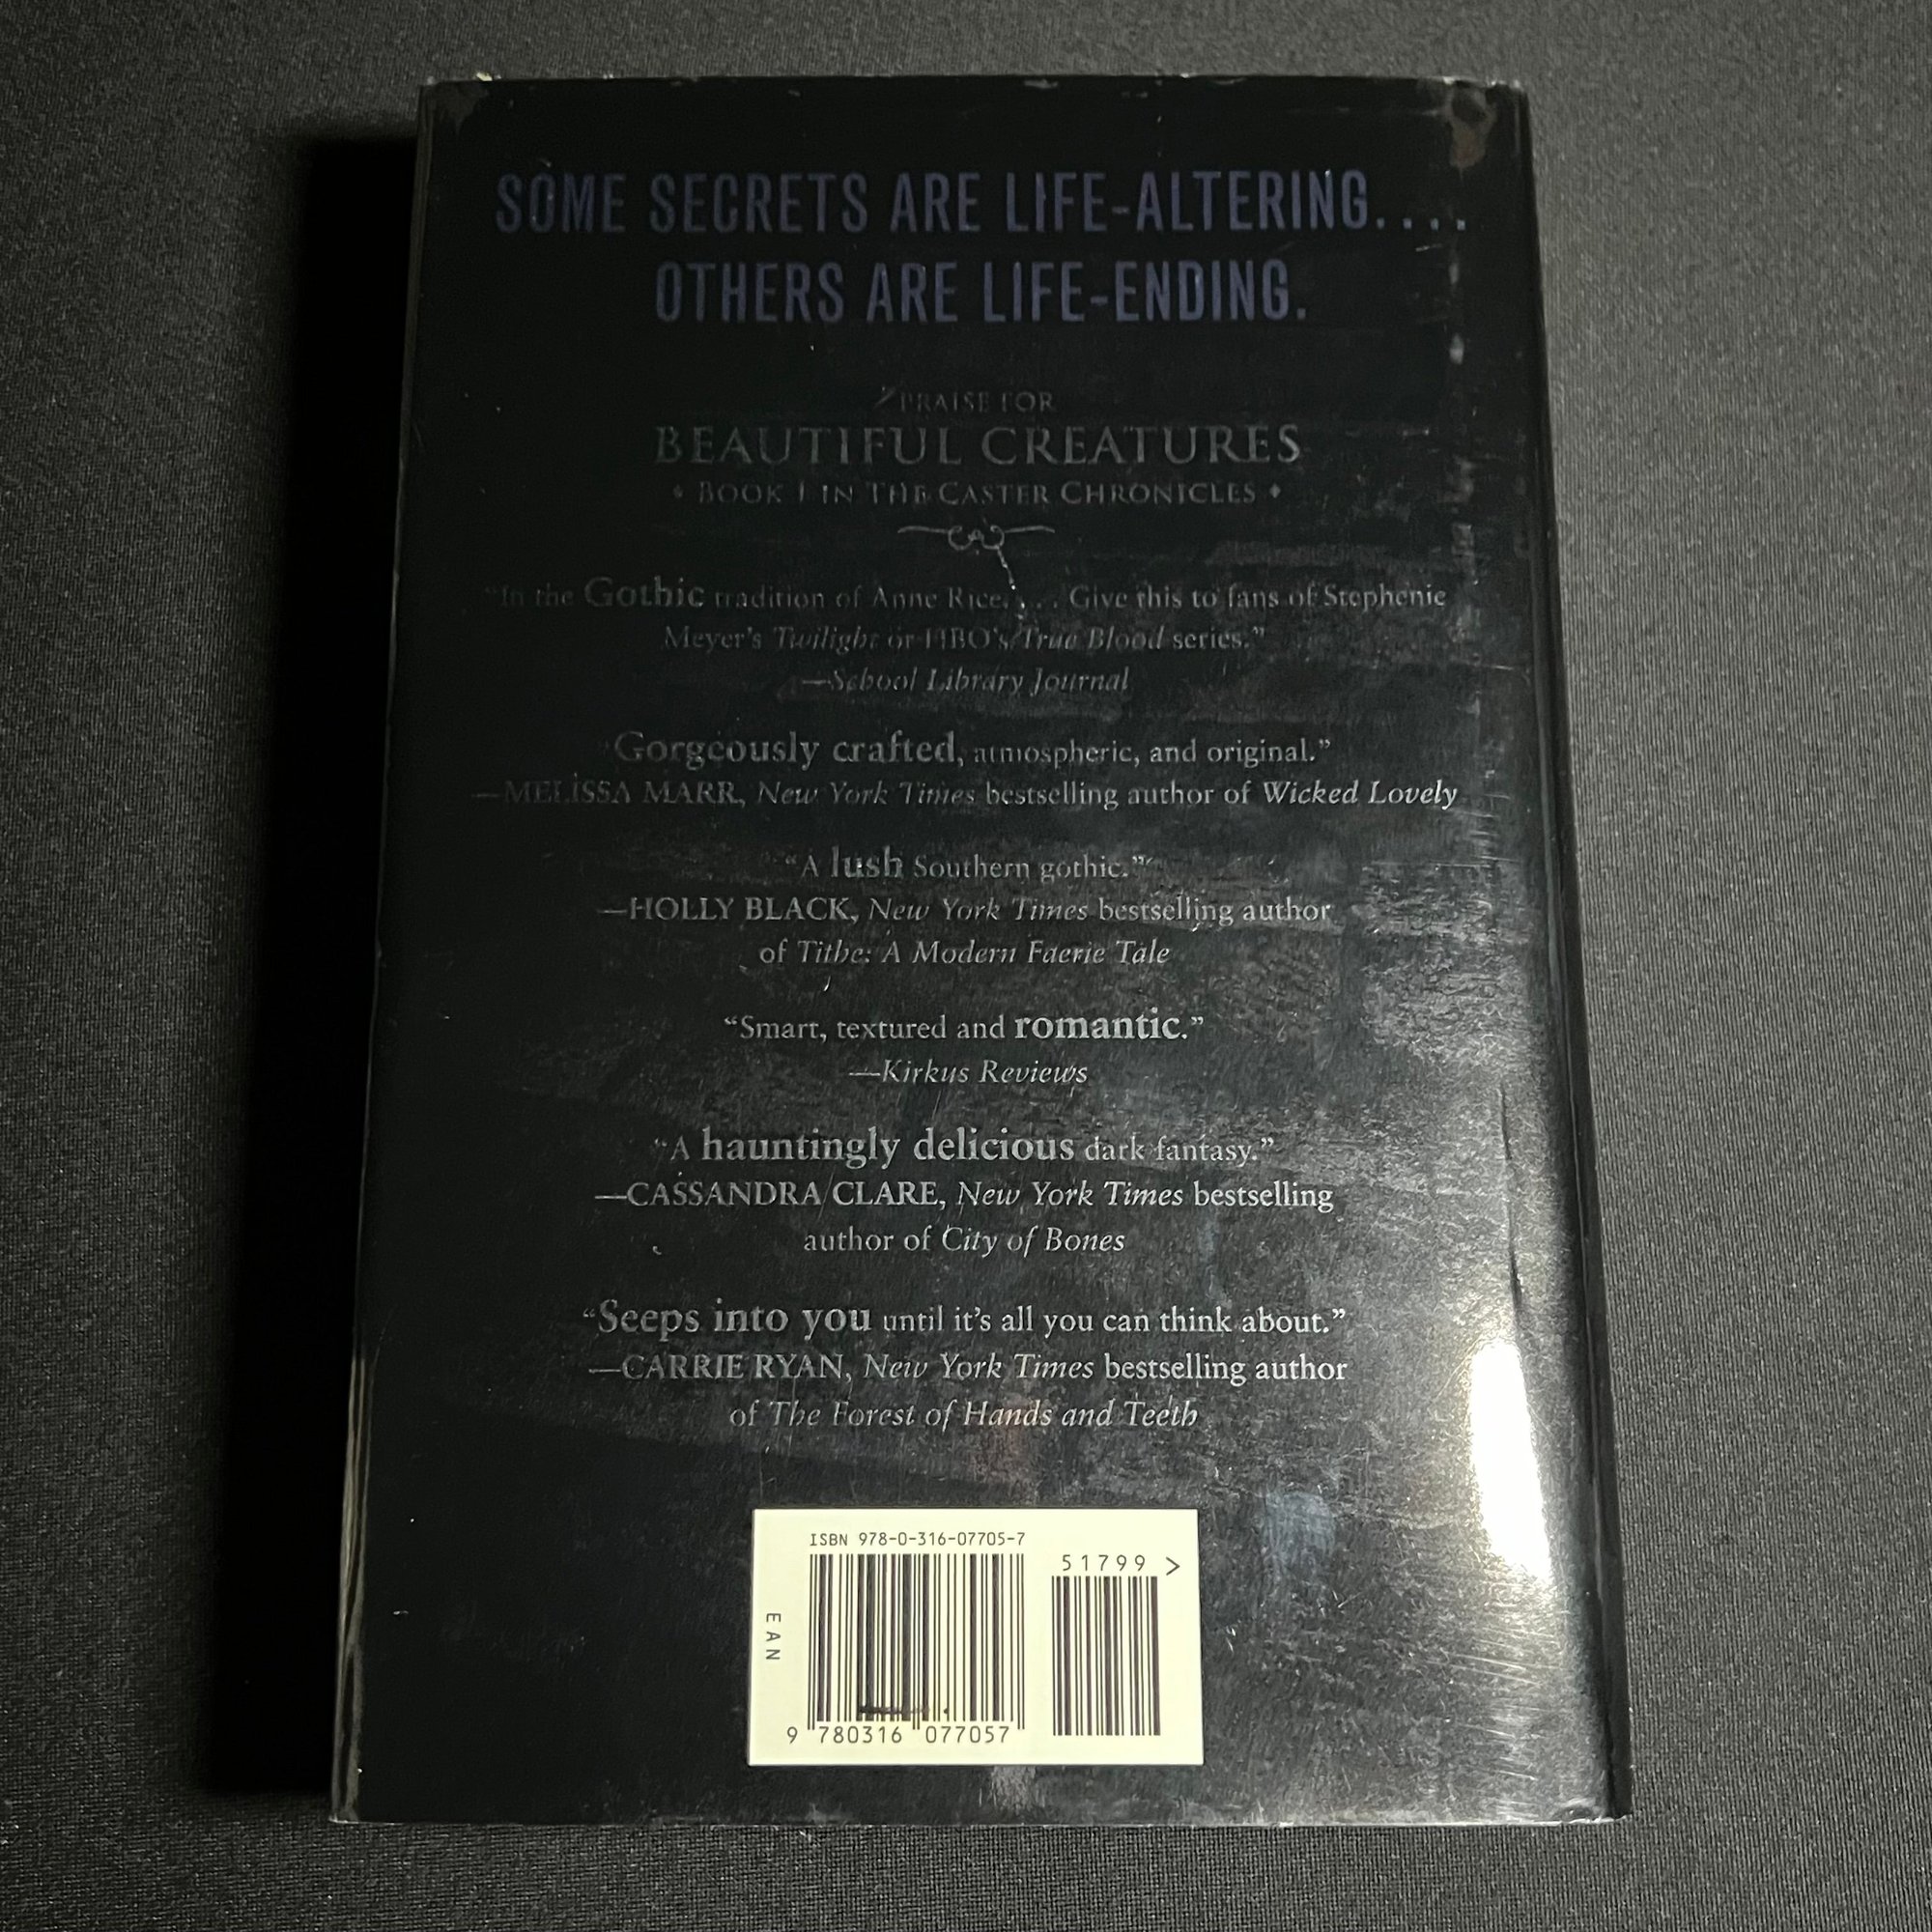 SOME SECRETS ARE LIFE-ALTERING....
OTHERS ARE LIFE-ENDING.
PRAISE FOR
BEAUTIFUL CREATURES
• BOOK 1 IN THE CASTER CHRONICLES •
“In the Gothic tradition of Anne Rice. . . . Give this to fans of Stephenie
Meyer’s Twilight or HBO’s True Blood series.”
—School Library Journal
“Gorgeously crafted, atmospheric, and original.”
—MELISSA MARR, New York Times bestselling author of Wicked Lovely
“A lush Southern gothic.”
—HOLLY BLACK, New York Times bestselling author
of Tithe: A Modern Faerie Tale
“Smart, textured and romantic.”
—Kirkus Reviews
“A hauntingly delicious dark fantasy.”
—CASSANDRA CLARE, New York Times bestselling
author of City of Bones
“Seeps into you until it’s all you can think about.”
—CARRIE RYAN, New York Times bestselling author
of The Forest of Hands and Teeth
ISBN 978-0-316-07705-7
51799 >
EAN
9 780316 077057